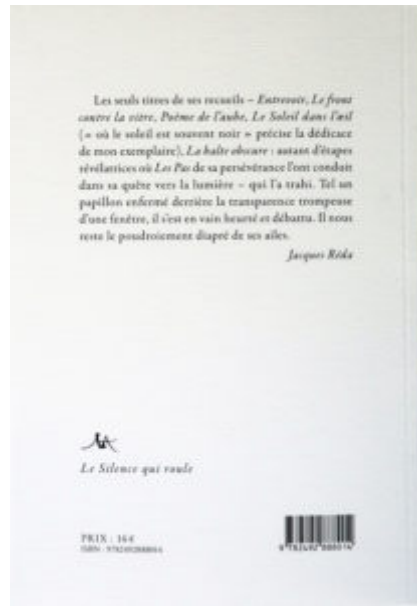 Les seuls titres de ses recueils – Entrevoir, Le front
contre la vitre, Poème de l'aube, Le Soleil dans l'œil
(« où le soleil est souvent noir » précise la dédicace
de mon exemplaire), La halte obscure : autant d'étapes
révélatrices où Les Pas de sa persévérance l'ont conduit
dans sa quête vers la lumière – qui l'a trahi. Tel un
papillon enfermé derrière la transparence trompeuse
d'une fenêtre, il s'est en vain heurté et débattu. Il nous
reste le poudroiement diapré de ses ailes.
Jacques Réda
Le Silence qui roule
PRIX : 16 €
ISBN :